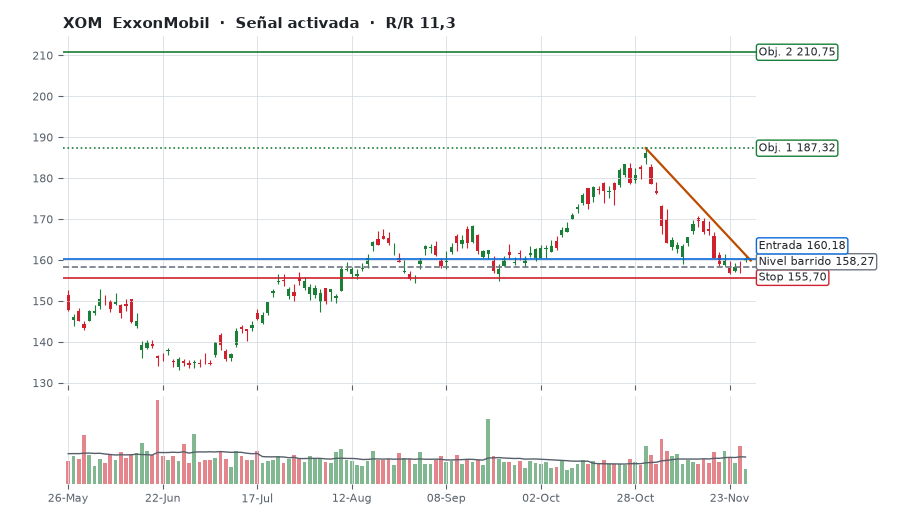 XOM ExxonMobil · Señal activada · R/R 11,3
210
200
190
180
170
160
150
140
130
Obj. 2 210,75
Obj. 1 187,32
Entrada 160,18
Nivel barrido 158,27
Stop 155,70
26-May
22-Jun
17-Jul
12-Aug
08-Sep
02-Oct
28-Oct
23-Nov